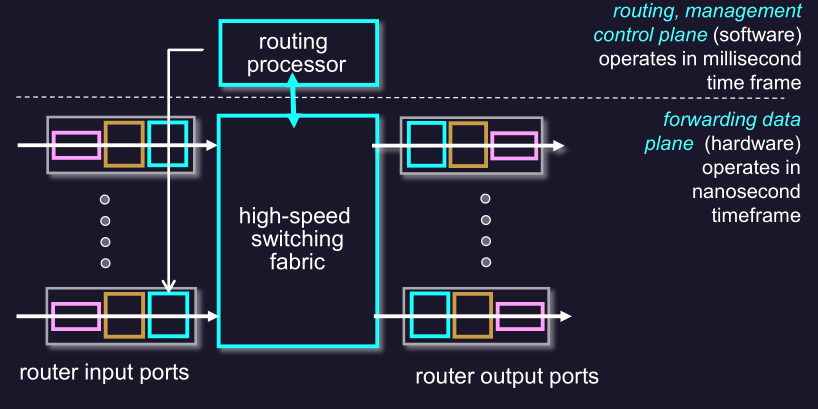 routing, management
control plane (software)
operates in millisecond
time frame
routing
processor
forwarding data
plane (hardware)
operates in
nanosecond
timeframe
high-speed
switching
fabric
router input ports
router output ports